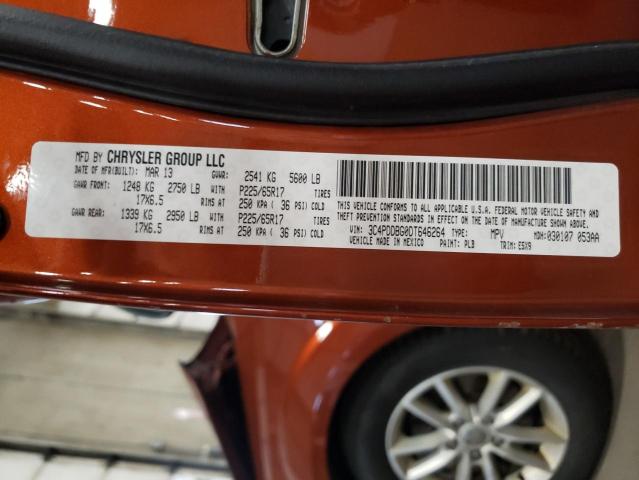 MFD BY CHRYSLER GROUP LLC
DATE OF MFR(BUILT): MAR 13 GVWR: 2541 KG 5600 LB
GAWR FRONT: 1248 KG 2750 LB WITH P225/65R17 TIRES
17X6.5 RIMS AT 250 KPA ( 36 PSI) COLD
GAWR REAR: 1339 KG 2950 LB WITH P225/65R17 TIRES
17X6.5 RIMS AT 250 KPA ( 36 PSI) COLD
THIS VEHICLE CONFORMS TO ALL APPLICABLE U.S.A. FEDERAL MOTOR VEHICLE SAFETY AND
THEFT PREVENTION STANDARDS IN EFFECT ON THE DATE OF MANUFACTURE SHOWN ABOVE.
VIN: 3C4PDDBG0DT646264 TYPE: MPV MDH: 030107 053AA
VEHICLE MADE IN MEXICO PAINT: PLB TRIM: E5X9